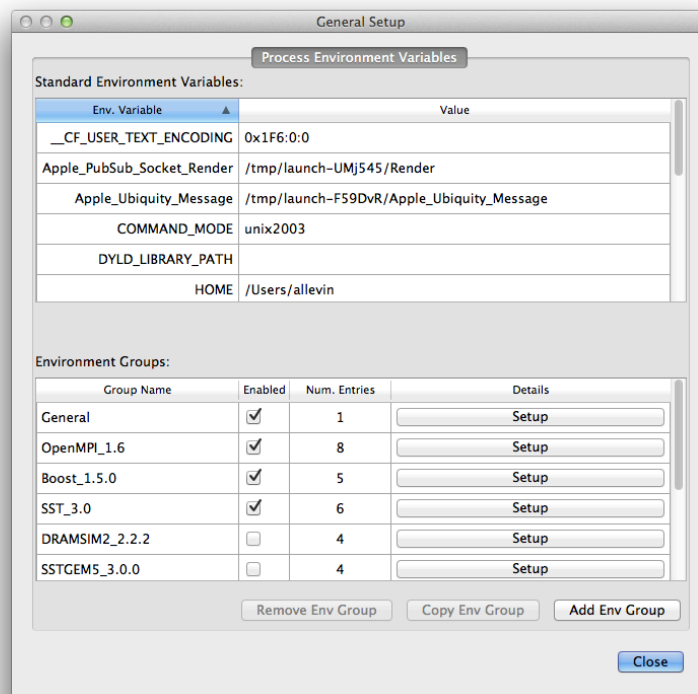 General Setup
Process Environment Variables
Standard Environment Variables:
Env. Variable ▲ Value
__CF_USER_TEXT_ENCODING 0x1F6:0:0
Apple_PubSub_Socket_Render /tmp/launch-UMj545/Render
Apple_Ubiquity_Message /tmp/launch-F59DvR/Apple_Ubiquity_Message
COMMAND_MODE unix2003
DYLD_LIBRARY_PATH
HOME /Users/allevin
Environment Groups:
Group Name Enabled Num. Entries Details
General 1 Setup
OpenMPI_1.6 8 Setup
Boost_1.5.0 5 Setup
SST_3.0 6 Setup
DRAMSIM2_2.2.2 4 Setup
SSTGEM5_3.0.0 4 Setup
Remove Env Group Copy Env Group Add Env Group
Close